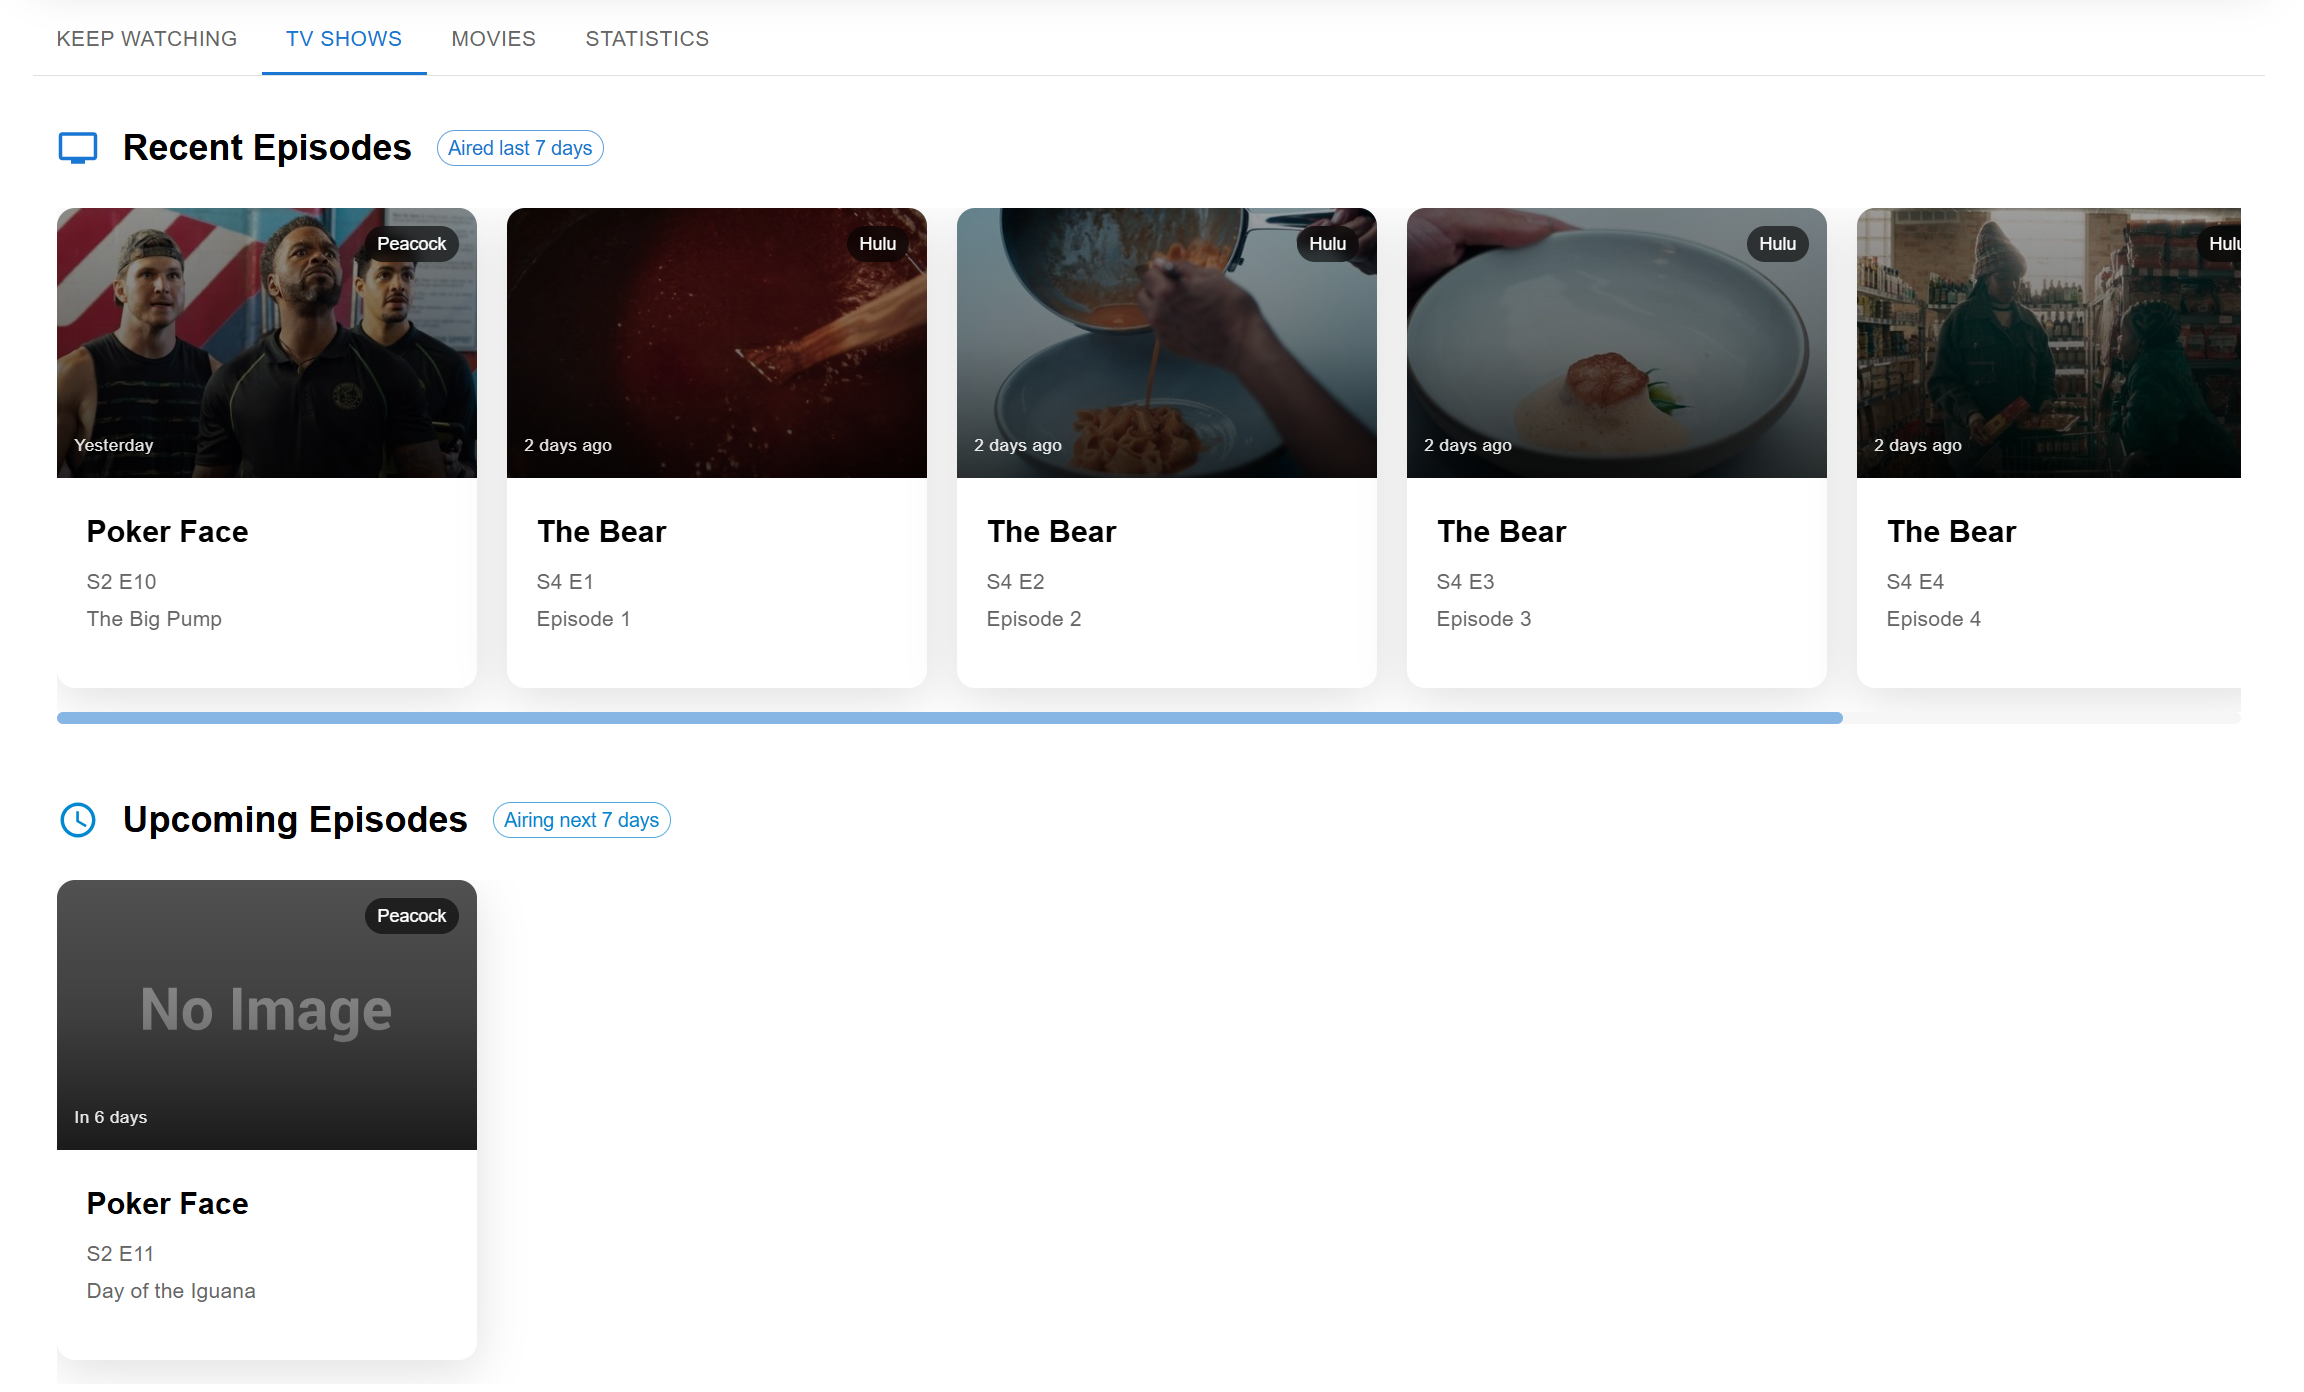 KEEP WATCHING
TV SHOWS
MOVIES
STATISTICS
Recent Episodes
Aired last 7 days
Peacock
Yesterday
Poker Face
S2 E10
The Big Pump
Hulu
2 days ago
The Bear
S4 E1
Episode 1
Hulu
2 days ago
The Bear
S4 E2
Episode 2
Hulu
2 days ago
The Bear
S4 E3
Episode 3
Hulu
2 days ago
The Bear
S4 E4
Episode 4
Upcoming Episodes
Airing next 7 days
Peacock
No Image
In 6 days
Poker Face
S2 E11
Day of the Iguana